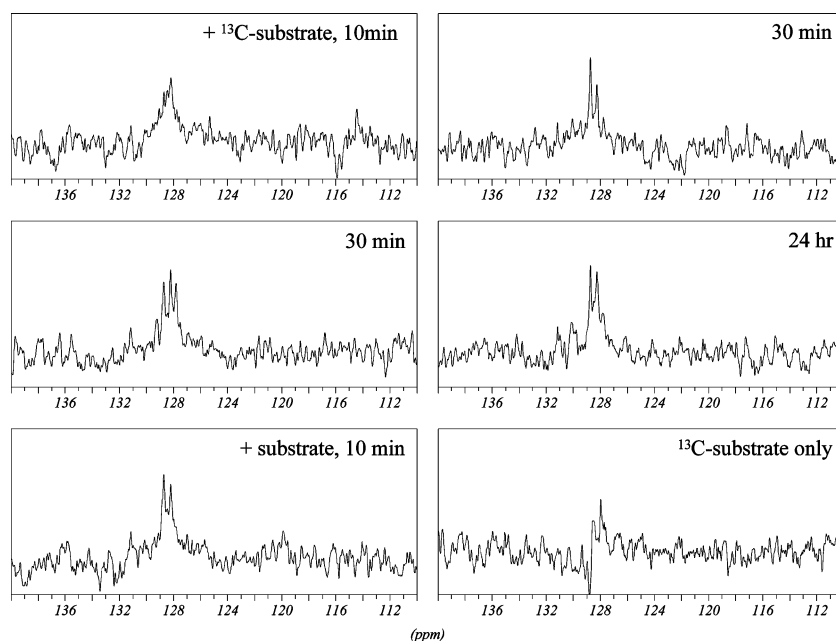 + ¹³C-substrate, 10min
136 132 128 124 120 116 112
30 min
136 132 128 124 120 116 112
+ substrate, 10 min
136 132 128 124 120 116 112
30 min
136 132 128 124 120 116 112
24 hr
136 132 128 124 120 116 112
¹³C-substrate only
136 132 128 124 120 116 112
(ppm)